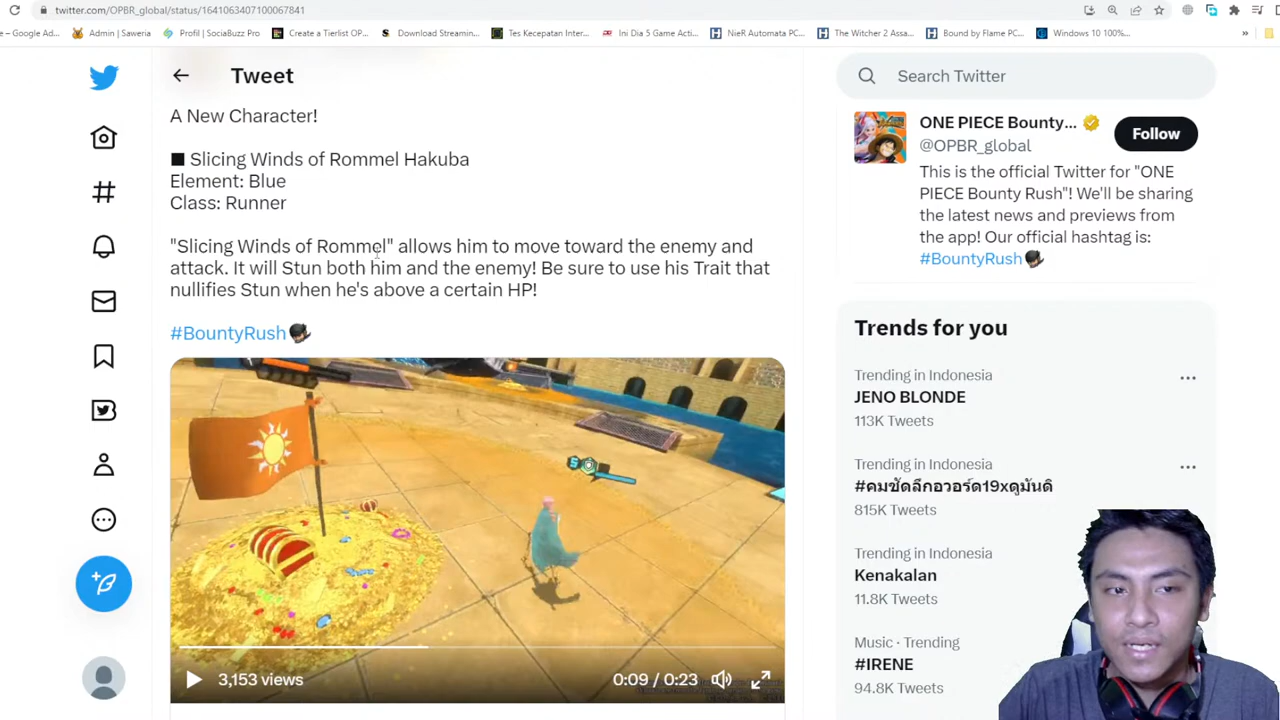 twitter.com/OPBR_global/status/1641063407100067841
e – Google Ad...
Admin | Saweria
Profil | SociaBuzz Pro
Create a Tierlist OP...
Download Streamin...
Tes Kecepatan Inter...
Ini Dia 5 Game Acti...
NieR Automata PC...
The Witcher 2 Assa...
Bound by Flame PC...
Windows 10 100%...
»
Tweet
A New Character!
■ Slicing Winds of Rommel Hakuba
Element: Blue
Class: Runner
"Slicing Winds of Rommel" allows him to move toward the enemy and
attack. It will Stun both him and the enemy! Be sure to use his Trait that
nullifies Stun when he's above a certain HP!
#BountyRush
3,153 views
0:09 / 0:23
Search Twitter
ONE PIECE Bounty...
@OPBR_global
Follow
This is the official Twitter for "ONE
PIECE Bounty Rush"! We'll be sharing
the latest news and previews from
the app! Our official hashtag is:
#BountyRush
Trends for you
Trending in Indonesia
JENO BLONDE
113K Tweets
Trending in Indonesia
#คมชัดลึกอวอร์ด19xตูมันดิ
815K Tweets
Trending in Indonesia
Kenakalan
11.8K Tweets
Music · Trending
#IRENE
94.8K Tweets